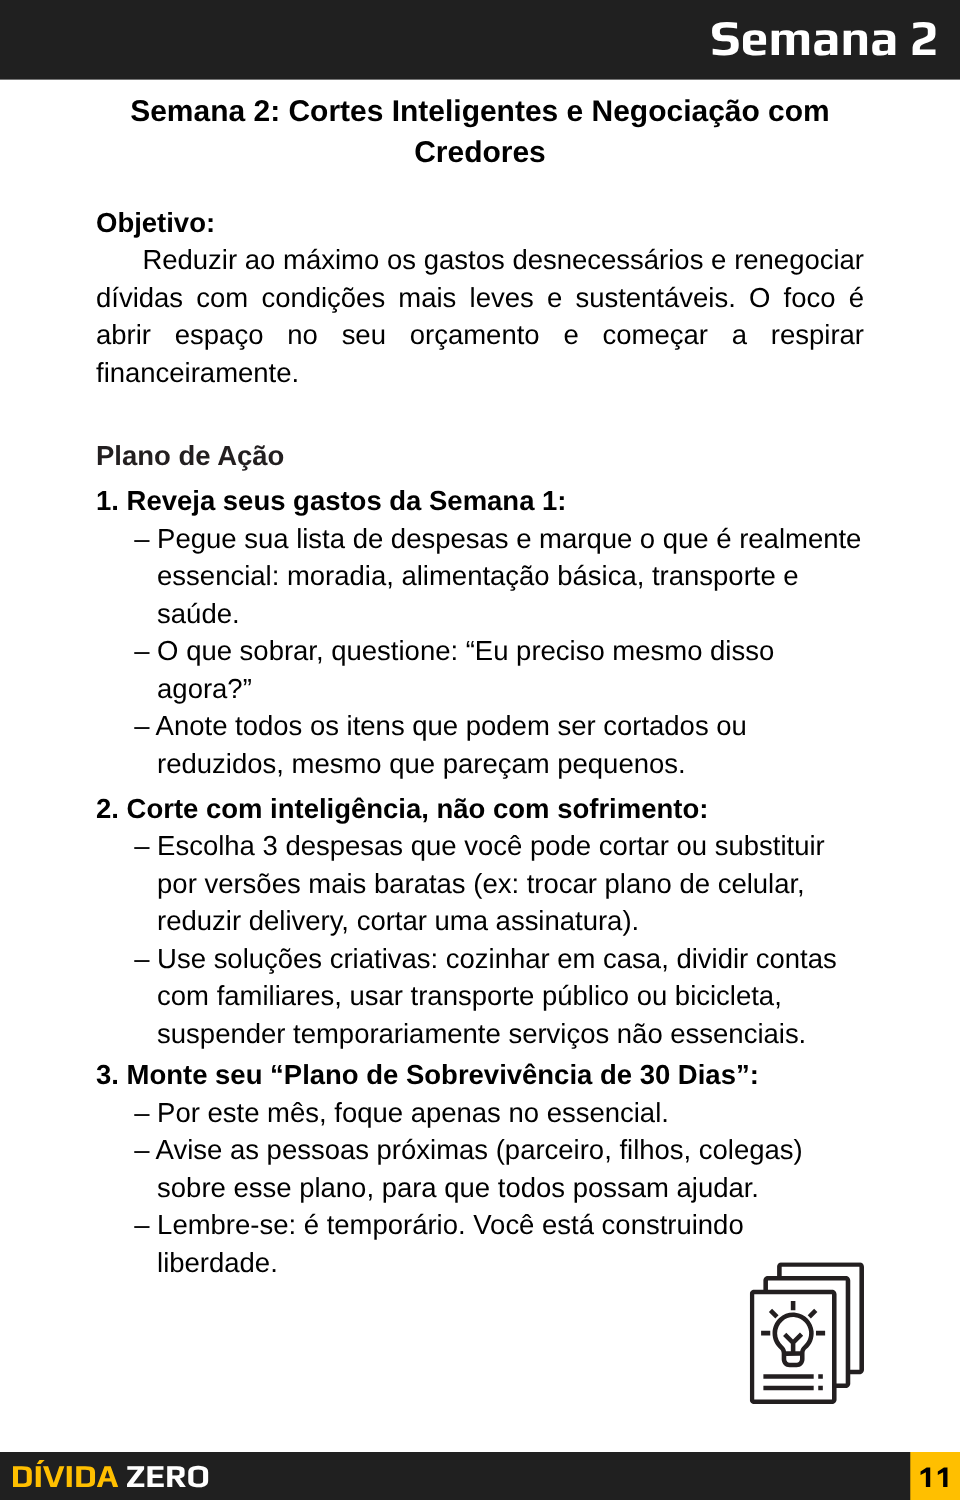 Semana 2
Semana 2: Cortes Inteligentes e Negociação com
Credores
Objetivo:
Reduzir ao máximo os gastos desnecessários e renegociar
dívidas com condições mais leves e sustentáveis. O foco é
abrir espaço no seu orçamento e começar a respirar
financeiramente.
Plano de Ação
1. Reveja seus gastos da Semana 1:
– Pegue sua lista de despesas e marque o que é realmente
essencial: moradia, alimentação básica, transporte e
saúde.
– O que sobrar, questione: “Eu preciso mesmo disso
agora?”
– Anote todos os itens que podem ser cortados ou
reduzidos, mesmo que pareçam pequenos.
2. Corte com inteligência, não com sofrimento:
– Escolha 3 despesas que você pode cortar ou substituir
por versões mais baratas (ex: trocar plano de celular,
reduzir delivery, cortar uma assinatura).
– Use soluções criativas: cozinhar em casa, dividir contas
com familiares, usar transporte público ou bicicleta,
suspender temporariamente serviços não essenciais.
3. Monte seu “Plano de Sobrevivência de 30 Dias”:
– Por este mês, foque apenas no essencial.
– Avise as pessoas próximas (parceiro, filhos, colegas)
sobre esse plano, para que todos possam ajudar.
– Lembre-se: é temporário. Você está construindo
liberdade.
DÍVIDA ZERO
11